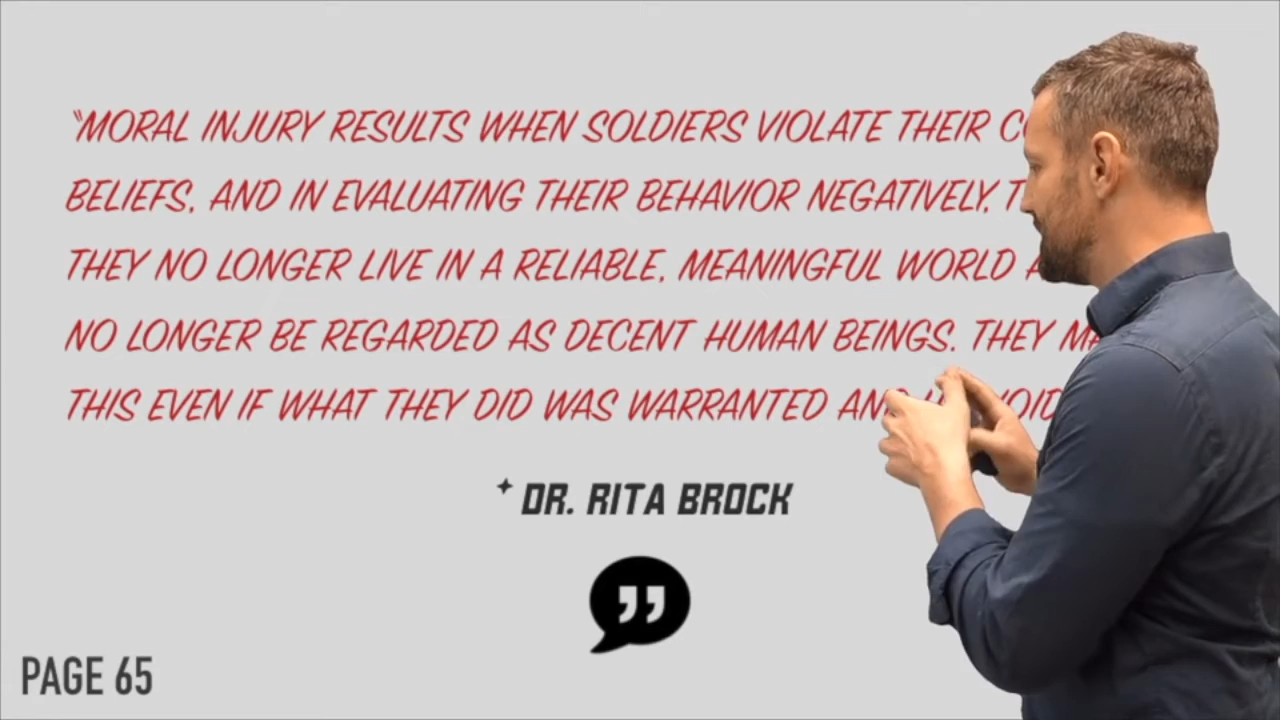 "MORAL INJURY RESULTS WHEN SOLDIERS VIOLATE THEIR
BELIEFS, AND IN EVALUATING THEIR BEHAVIOR NEGATIVELY,
THEY NO LONGER LIVE IN A RELIABLE, MEANINGFUL WORLD
NO LONGER BE REGARDED AS DECENT HUMAN BEINGS. THEY
THIS EVEN IF WHAT THEY DID WAS WARRANTED
DR. RITA BROCK
PAGE 65